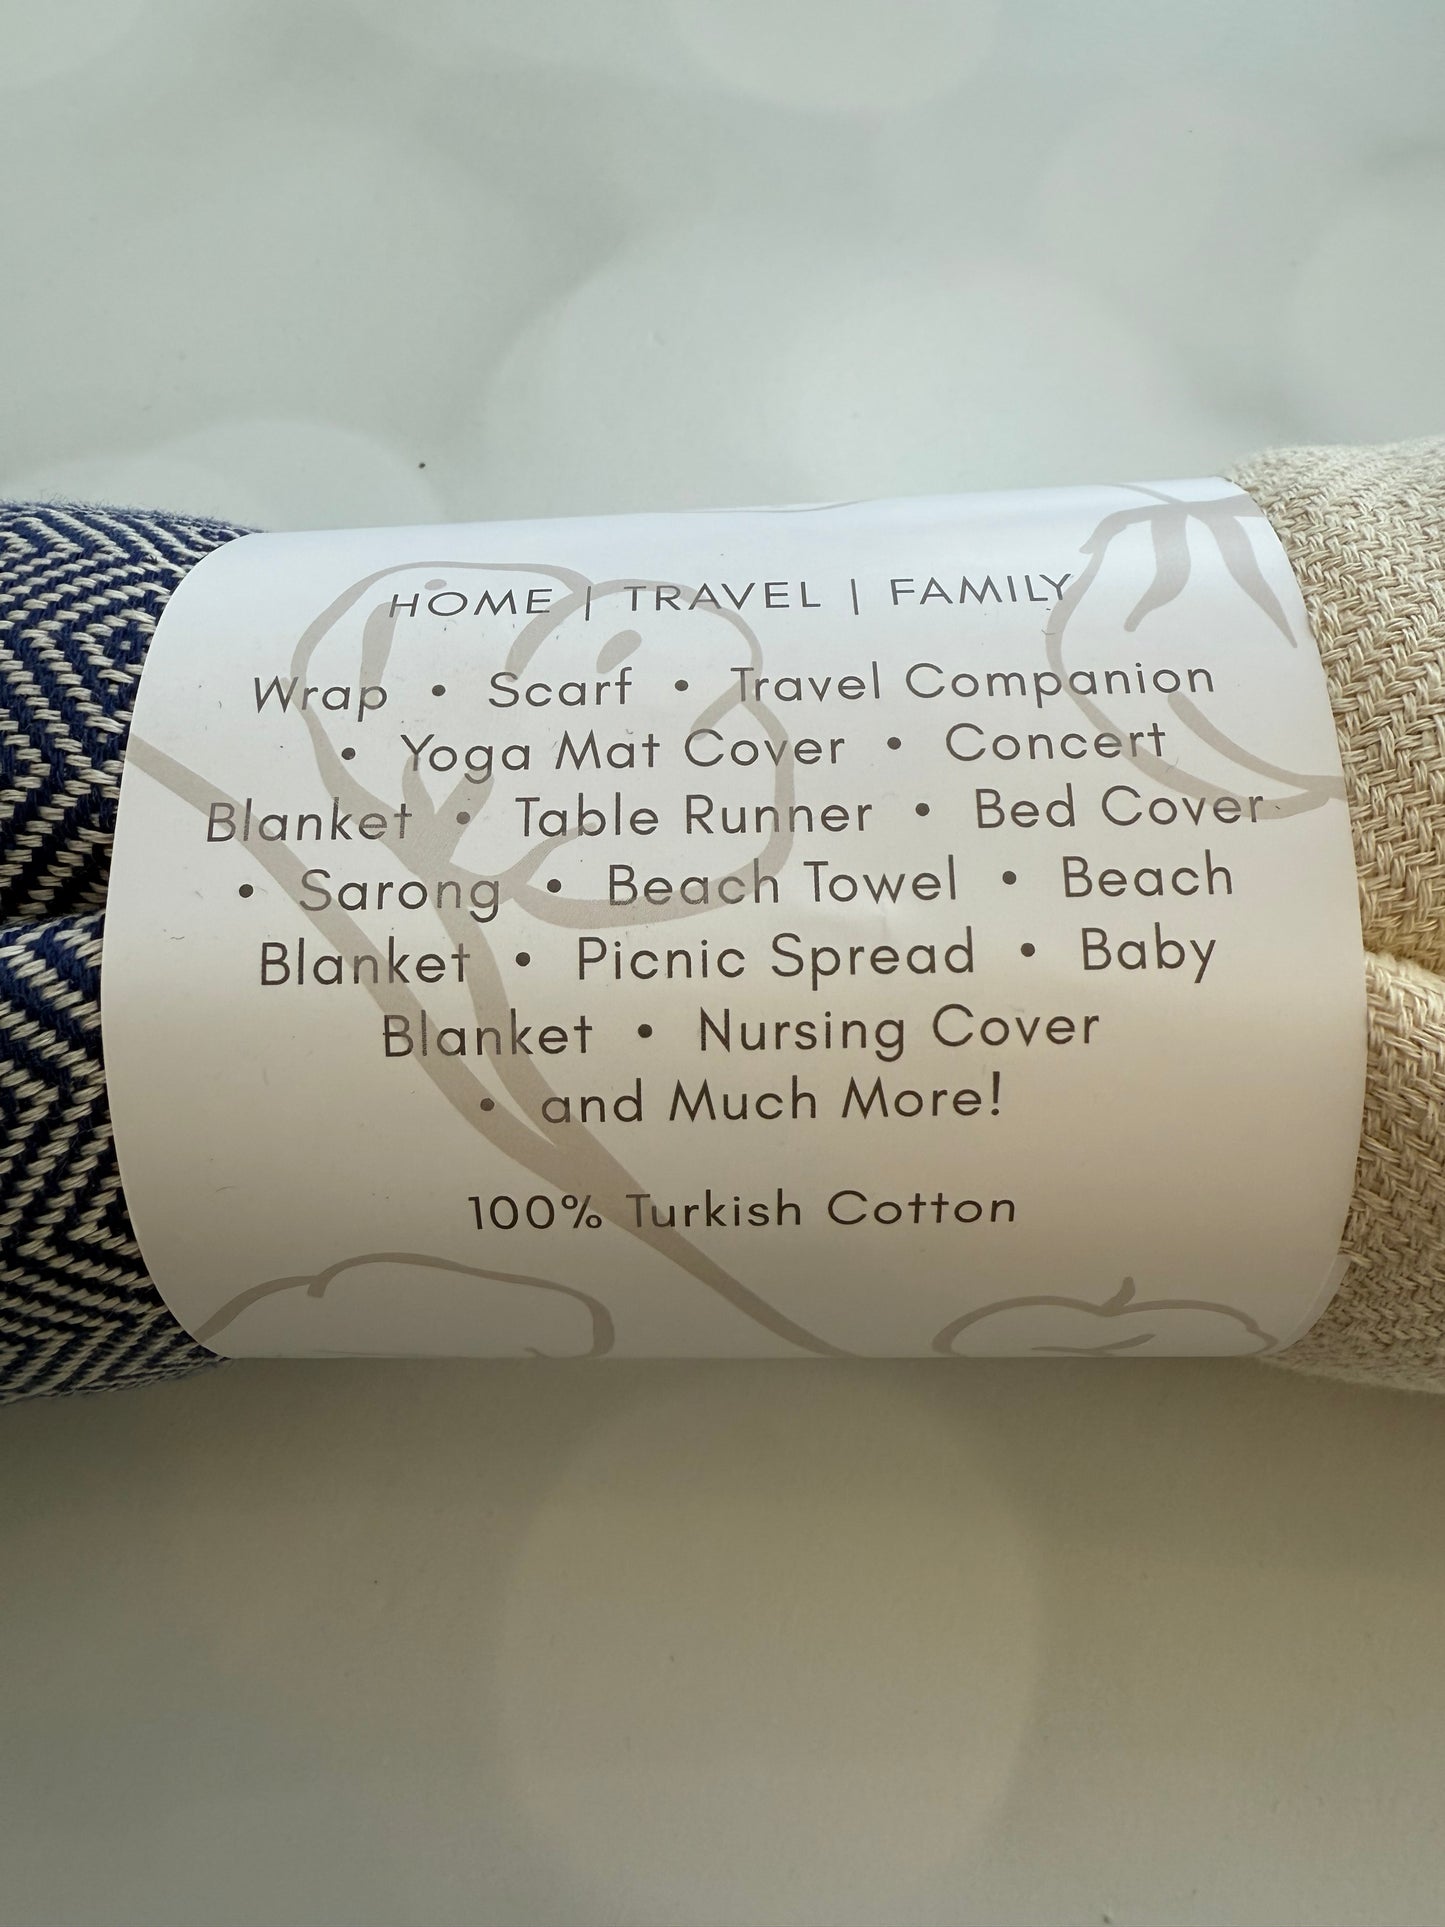 HOME | TRAVEL | FAMILY
Wrap • Scarf • Travel Companion
• Yoga Mat Cover • Concert
Blanket • Table Runner • Bed Cover
• Sarong • Beach Towel • Beach
Blanket • Picnic Spread • Baby
Blanket • Nursing Cover
• and Much More!
100% Turkish Cotton